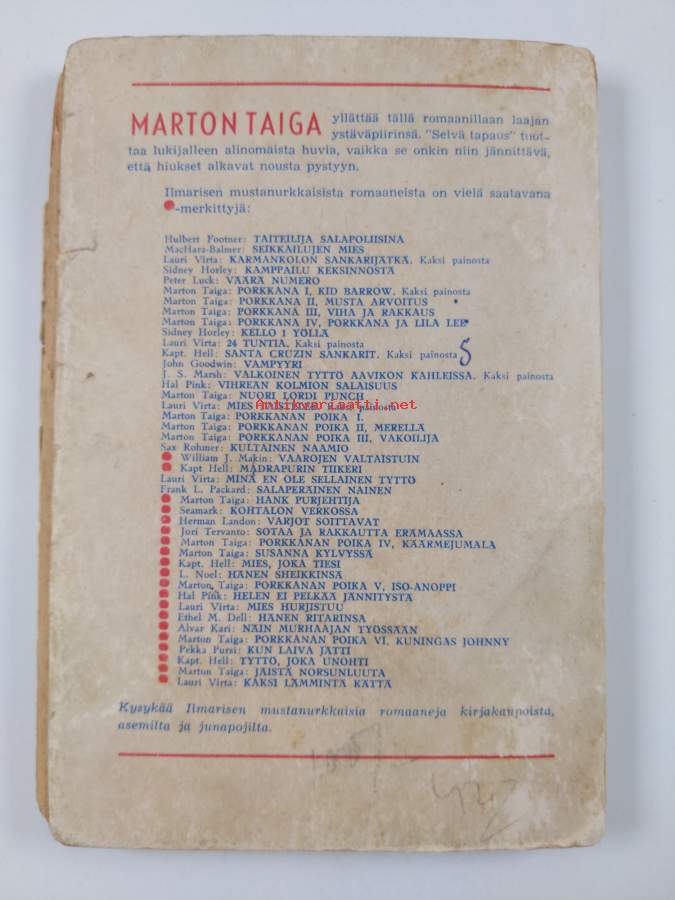 MARTON TAIGA yllättää tällä romaanillaan laajan
ystäväpiirinsä. "Selvä tapaus" tuot-
taa lukijalleen alinomaista huvia, vaikka se onkin niin jännittävä,
että hiukset alkavat nousta pystyyn.
Ilmarisen mustanurkkaisista romaaneista on vielä saatavana
●-merkittyjä:
Hulbert Footner: TAITEILIJA SALAPOLIISINA
MacHara-Balmer: SEIKKAILUJEN MIES
Lauri Virta: KARMANKOLON SANKARIJÄTKÄ. Kaksi painosta
Sidney Horley: KAMPPAILU KEKSINNÖSTÄ
Peter Luck: VÄÄRÄ NUMERO
Marton Taiga: PORKKANA I, KID BARROW. Kaksi painosta
Marton Taiga: PORKKANA II, MUSTA ARVOITUS
Marton Taiga: PORKKANA III, VIHA JA RAKKAUS
Marton Taiga: PORKKANA IV, PORKKANA JA LILA LEE
Sidney Horley: KELLO 1 YÖLLÄ
Lauri Virta: 24 TUNTIA. Kaksi painosta
Kapt. Hell: SANTA CRUZIN SANKARIT. Kaksi painosta 5
John Goodwin: VAMPYYRI
J. S. Marsh: VALKOINEN TYTTÖ AAVIKON KAHLEISSA. Kaksi painosta
Hal Pink: VIHREÄN KOLMION SALAISUUS
Marton Taiga: NUORI LORDI PUNCH
Lauri Virta: MIES Kaksi painosta
Antikvariaatti.net
Marton Taiga: PORKKANAN POIKA I.
Marton Taiga: PORKKANAN POIKA II, MERELLÄ
Marton Taiga: PORKKANAN POIKA III, VAKOILIJA
Sax Rohmer: KULTAINEN NAAMIO
● William J. Makin: VAAROJEN VALTAISTUIN
● Kapt Hell: MADRAPURIN TIIKERI
Lauri Virta: MINÄ EN OLE SELLAINEN TYTTÖ
Frank L. Packard: SALAPERÄINEN NAINEN
● Marton Taiga: HANK PURJEHTIJA
● Seamark: KOHTALON VERKOSSA
● Herman Landon: VARJOT SOITTAVAT
● Jori Tervanto: SOTAA JA RAKKAUTTA ERÄMAASSA
● Marton Taiga: PORKKANAN POIKA IV, KÄÄRMEJUMALA
● Marton Taiga: SUSANNA KYLVYSSÄ
● Kapt. Hell: MIES, JOKA TIESI
● L. Noel: HÄNEN SHEIKKINSÄ
● Marton Taiga: PORKKANAN POIKA V, ISO-ANOPPI
● Hal Pink: HELEN EI PELKÄÄ JÄNNITYSTÄ
● Lauri Virta: MIES HURJISTUU
● Ethel M. Dell: HÄNEN RITARINSA
● Alvar Kari: NÄIN MURHAAJAN TYÖSSÄÄN
● Marton Taiga: PORKKANAN POIKA VI, KUNINGAS JOHNNY
● Pekka Pursi: KUN LAIVA JÄTTI
● Kapt. Hell: TYTTÖ, JOKA UNOHTI
● Marton Taiga: JÄISTÄ NORSUNLUUTA
● Lauri Virta: KAKSI LÄMMINTÄ KÄTTÄ
Kysykää Ilmarisen mustanurkkaisia romaaneja kirjakaupoista,
asemilta ja junapojilta.